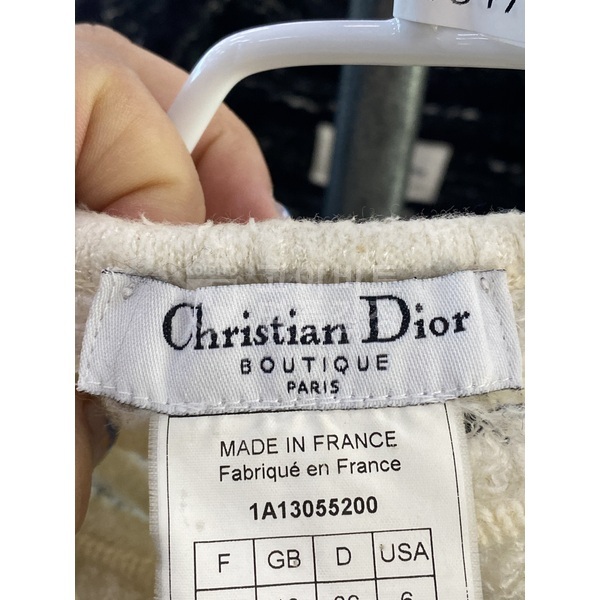 Christian Dior
BOUTIQUE
PARIS
MADE IN FRANCE
Fabriqué en France
1A13055200
F GB D USA